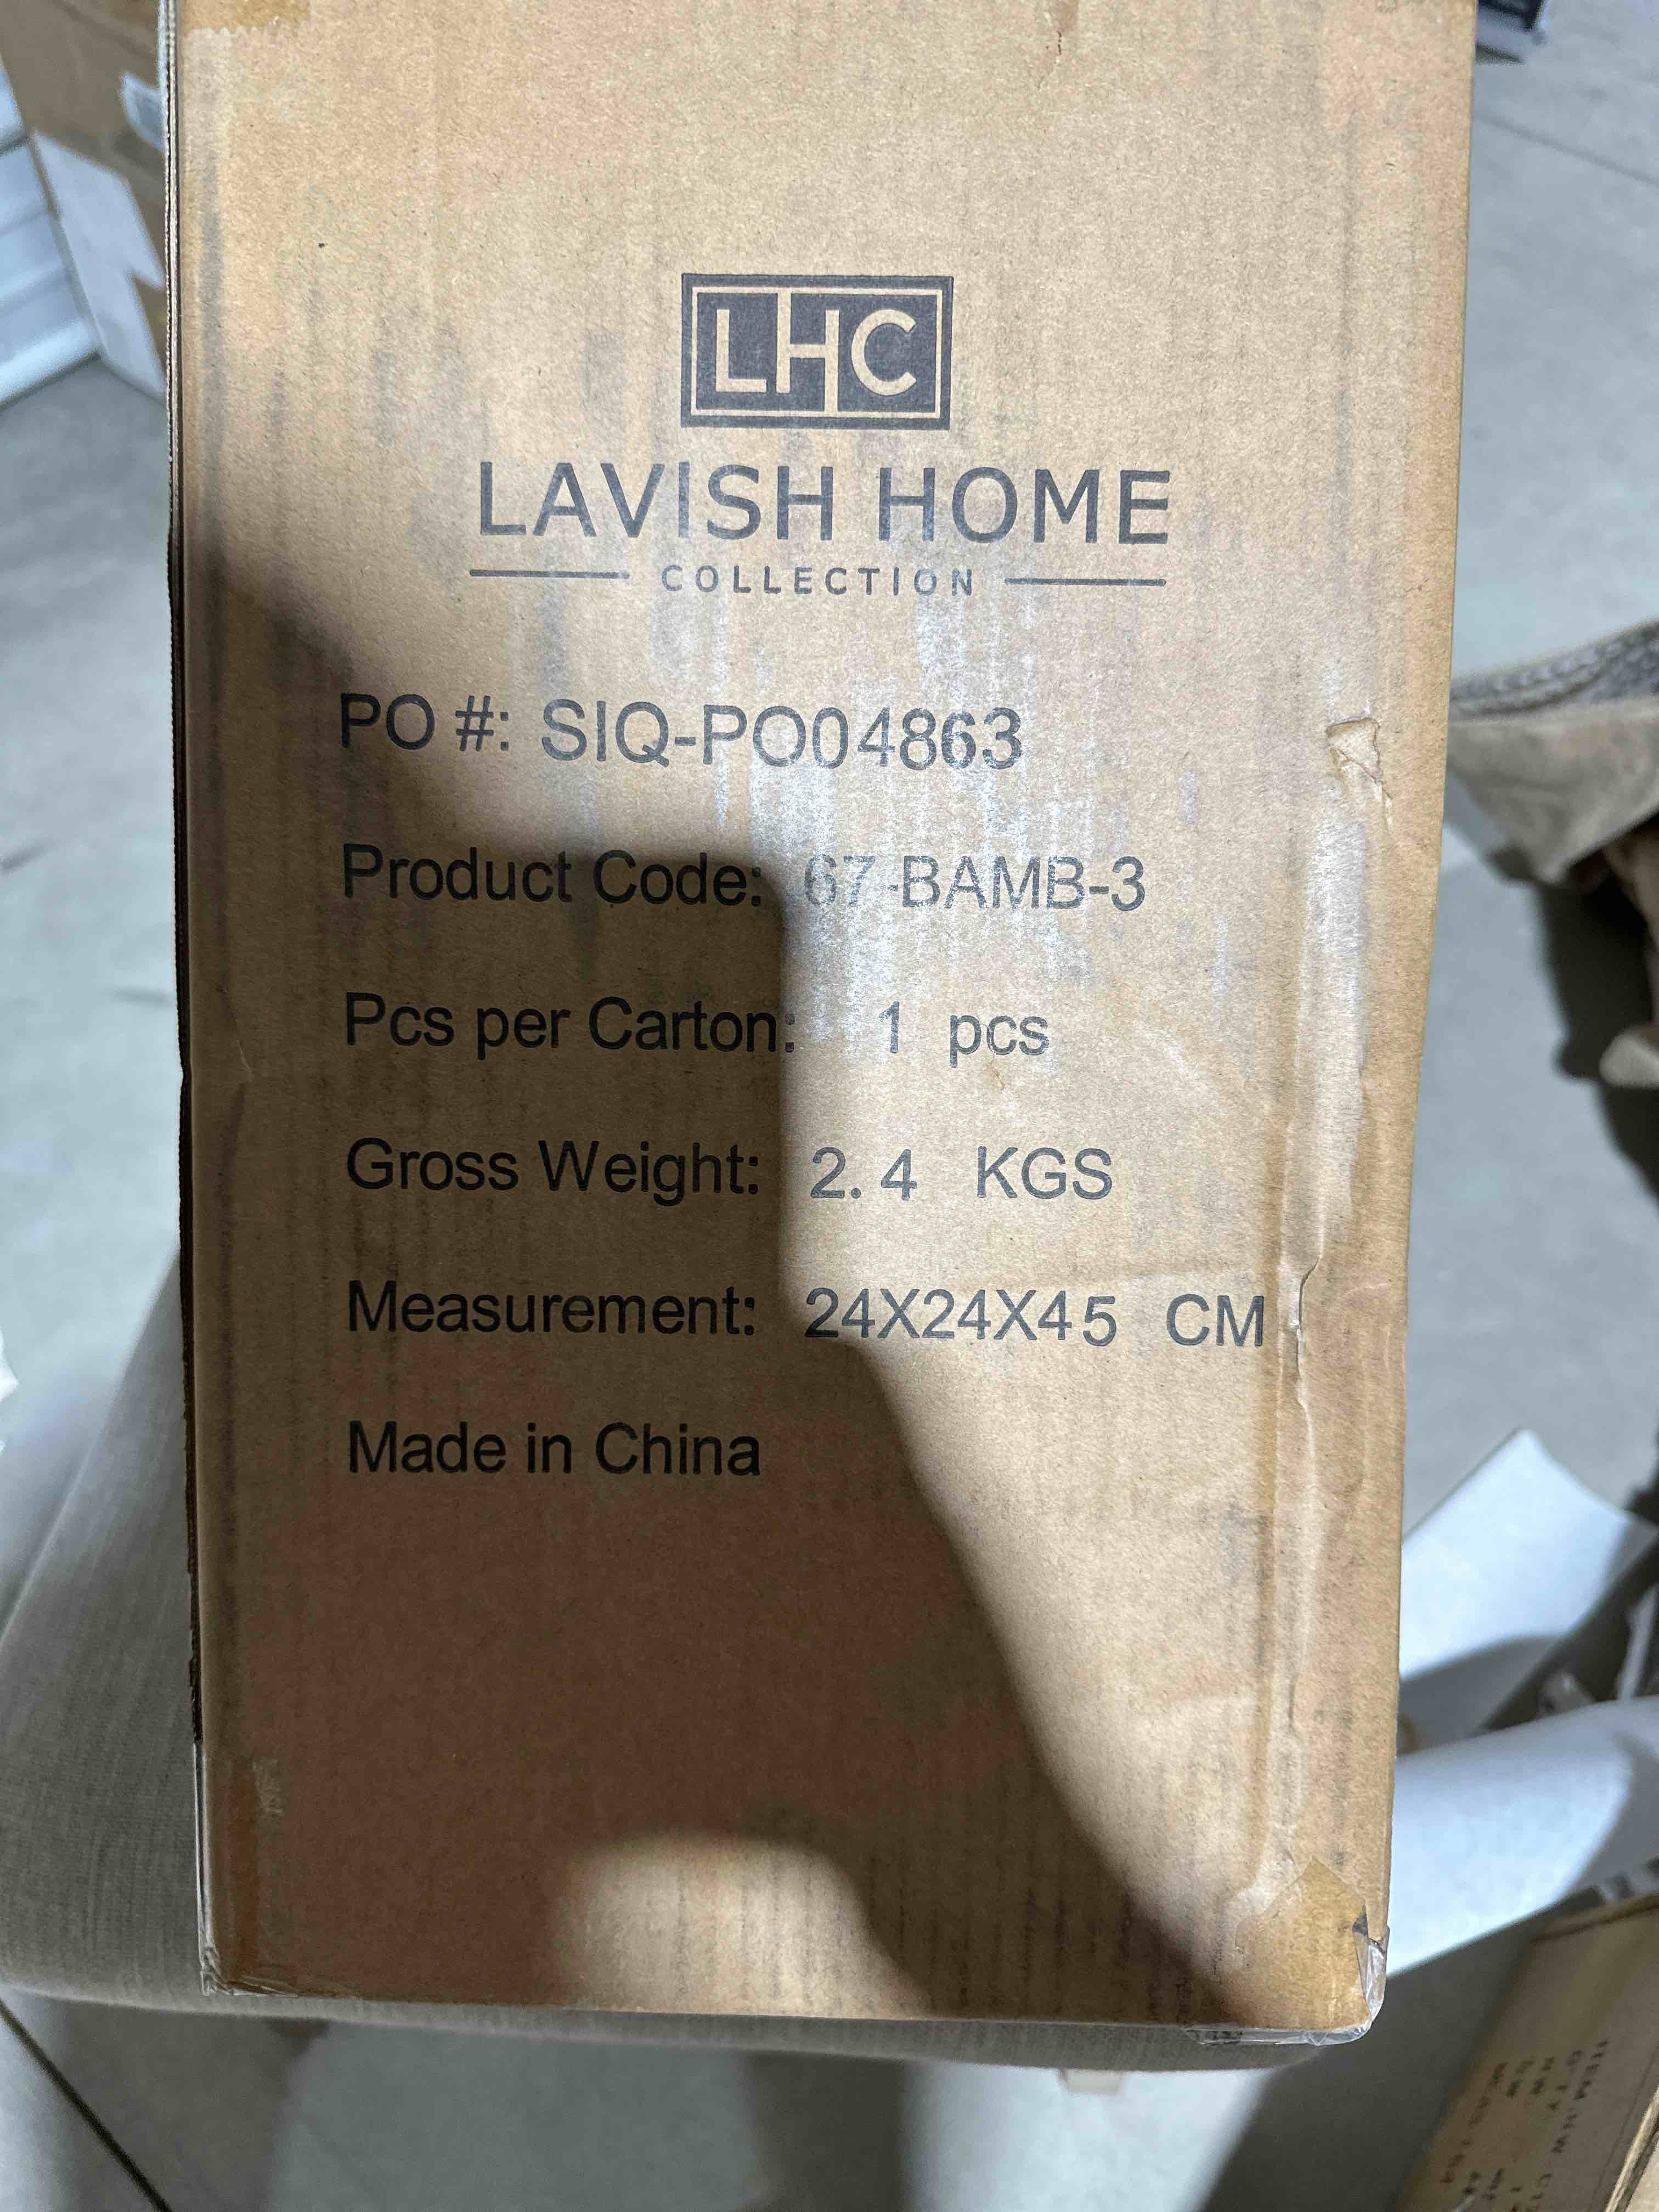 LHC
LAVISH HOME
COLLECTION
PO #: SIQ-PO04863
Product Code: 67-BAMB-3
Pcs per Carton: 1 pcs
Gross Weight: 2.4 KGS
Measurement: 24X24X45 CM
Made in China